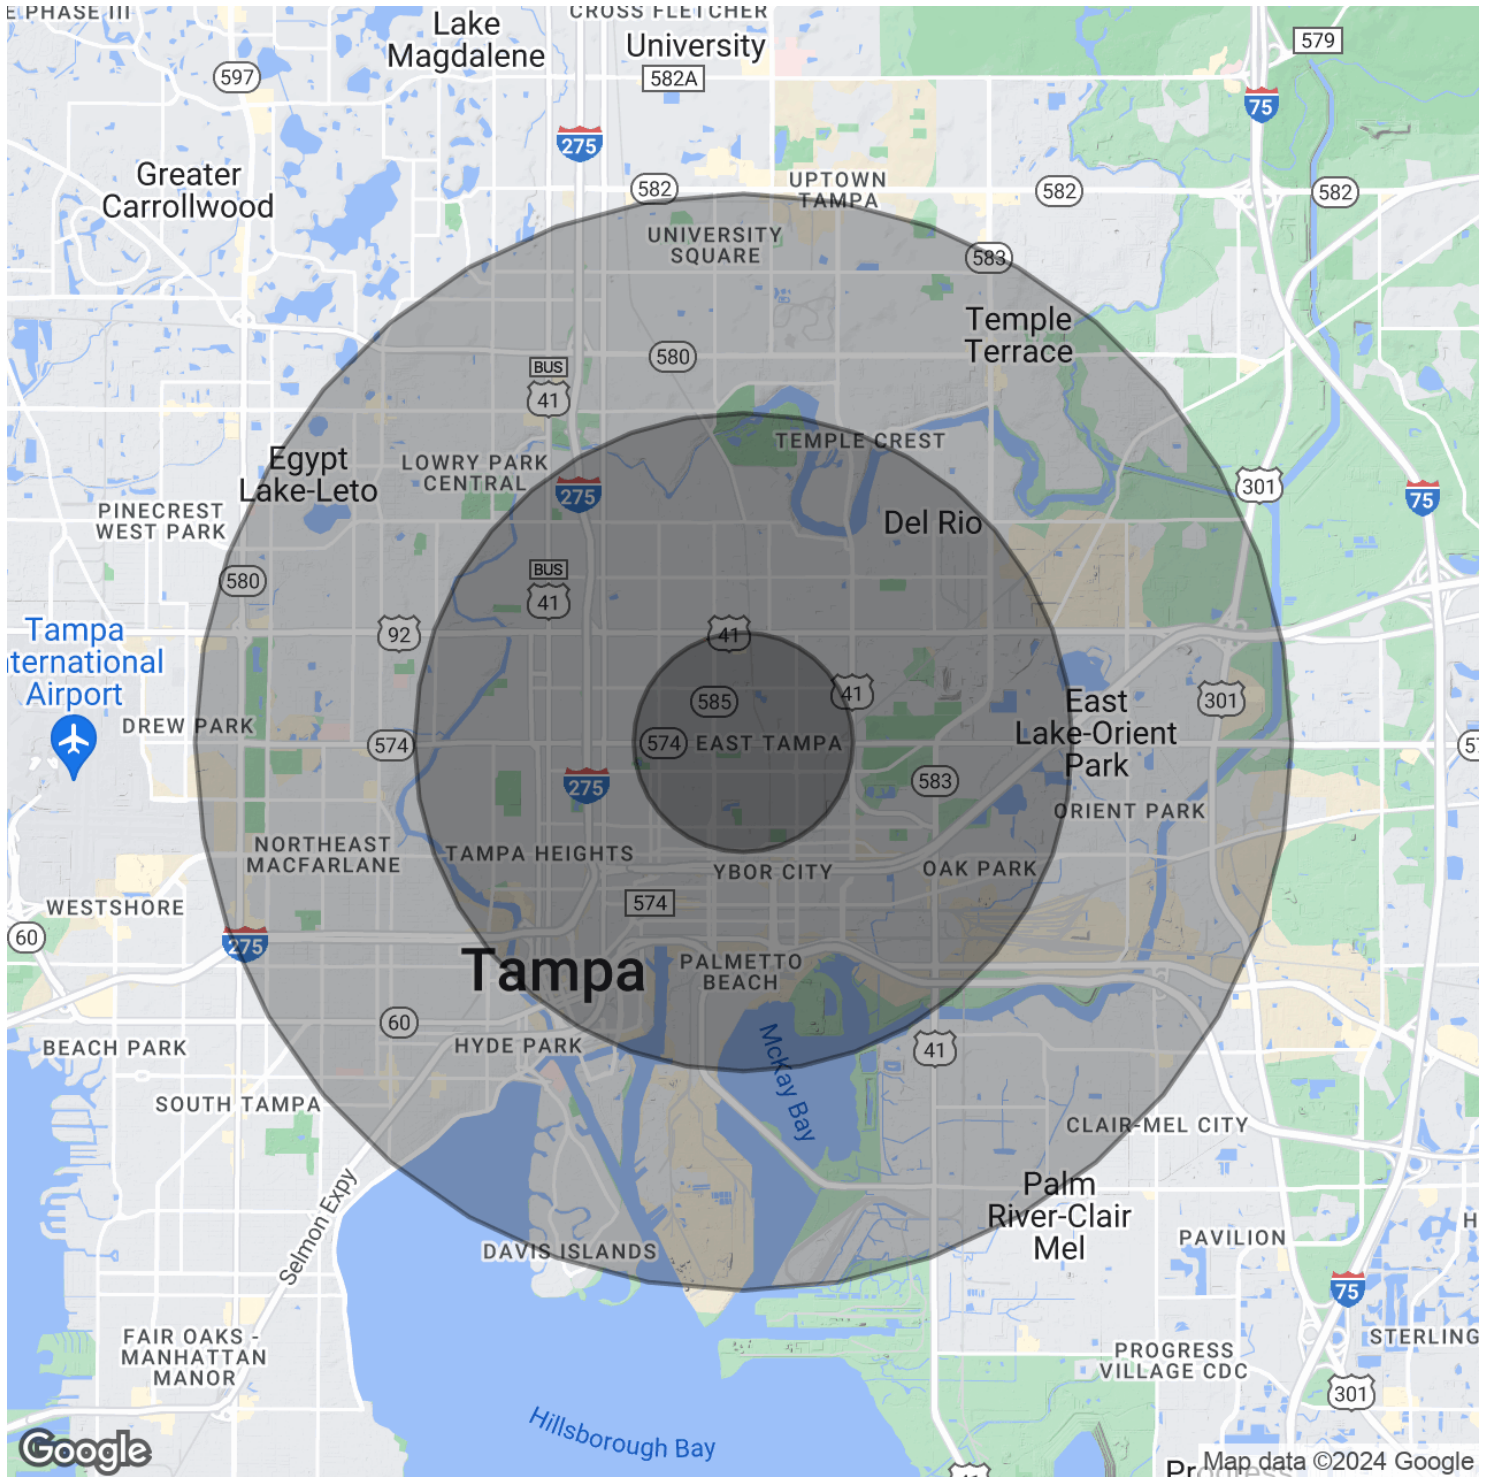 E PHASE III
CROSS FLETCHER
Lake
Magdalene
University
579
597
582A
75
275
Greater
Carrollwood
582
UPTOWN
TAMPA
582
582
UNIVERSITY
SQUARE
583
Temple
Terrace
580
BUS
41
TEMPLE CREST
Egypt
Lake-Leto
LOWRY PARK
CENTRAL
275
301
75
PINECREST
WEST PARK
Del Rio
580
BUS
41
92
41
Tampa
nternational
Airport
585
41
East
Lake-Orient
Park
301
DREW PARK
574
574
EAST TAMPA
57
275
583
ORIENT PARK
NORTHEAST
MACFARLANE
TAMPA HEIGHTS
YBOR CITY
OAK PARK
WESTSHORE
574
60
275
Tampa
PALMETTO
BEACH
60
HYDE PARK
McKay Bay
41
BEACH PARK
SOUTH TAMPA
CLAIR-MEL CITY
Selmon Expy
Palm
River-Clair
Mel
H
PAVILION
DAVIS ISLANDS
75
FAIR OAKS -
MANHATTAN
MANOR
PROGRESS
VILLAGE CDC
STERLING
301
Hillsborough Bay
Google
Map data ©2024 Google